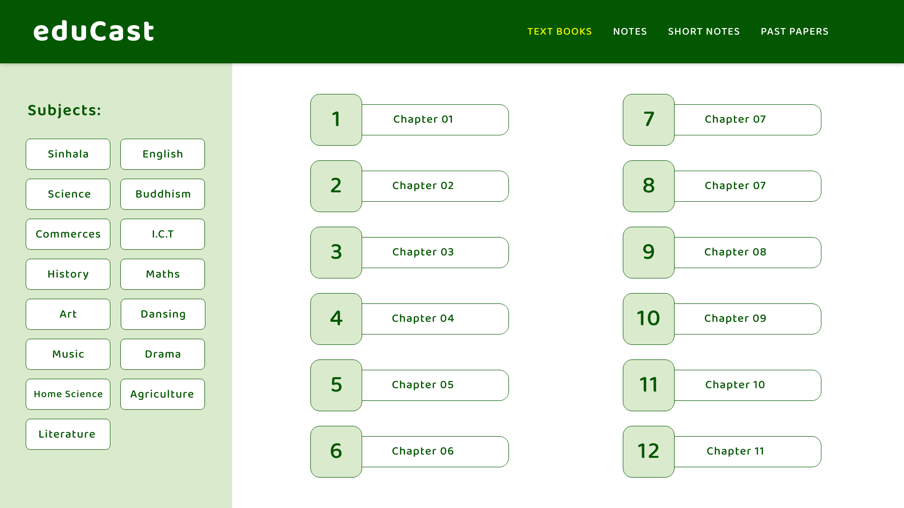 eduCast
TEXT BOOKS NOTES SHORT NOTES PAST PAPERS
Subjects:
Sinhala English
Science Buddhism
Commerces I.C.T
History Maths
Art Dansing
Music Drama
Home Science Agriculture
Literature
1 Chapter 01
2 Chapter 02
3 Chapter 03
4 Chapter 04
5 Chapter 05
6 Chapter 06
7 Chapter 07
8 Chapter 07
9 Chapter 08
10 Chapter 09
11 Chapter 10
12 Chapter 11